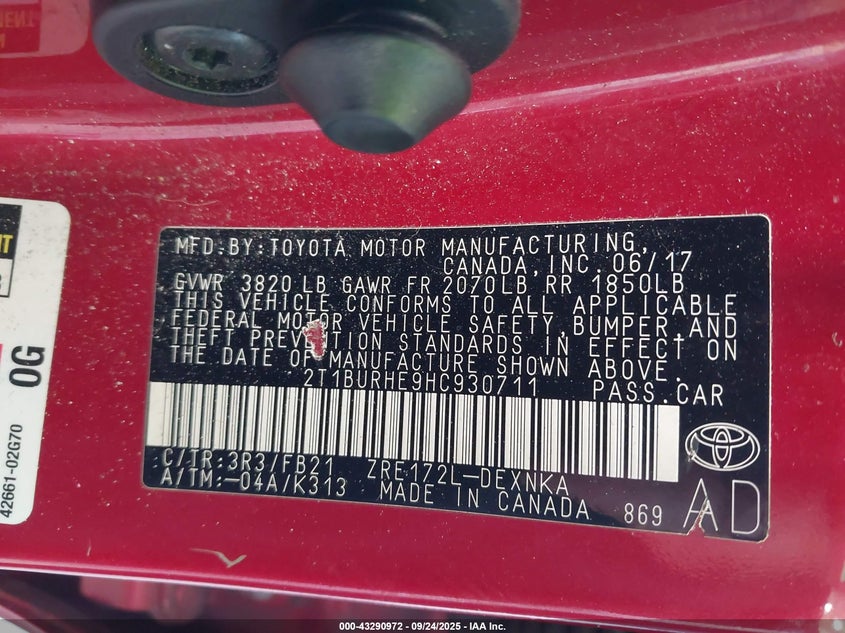 MFD.BY:TOYOTA MOTOR MANUFACTURING,
CANADA,INC. 06/17
GVWR 3820LB GAWR FR 2070LB RR 1850LB
THIS VEHICLE CONFORMS TO ALL APPLICABLE
FEDERAL MOTOR VEHICLE SAFETY,BUMPER,AND
THEFT PREVENTION STANDARDS IN EFFECT ON
THE DATE OF MANUFACTURE SHOWN ABOVE.
2T1BURHE9HC930711 PASS.CAR
C/TR:3R3/FB21 ZRE172L-DEXNKA
A/TM:-04A/K313 MADE IN CANADA 869
AD
0G
42661-02G70
000-43290972 - 09/24/2025 - IAA Inc.